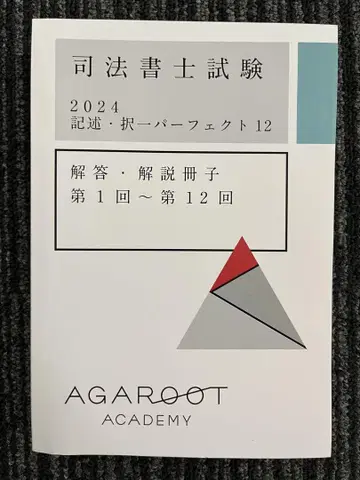 司法書士試験
2024
記述・択一パーフェクト12
解答・解説冊子
第1回～第12回
AGAROOT
ACADEMY